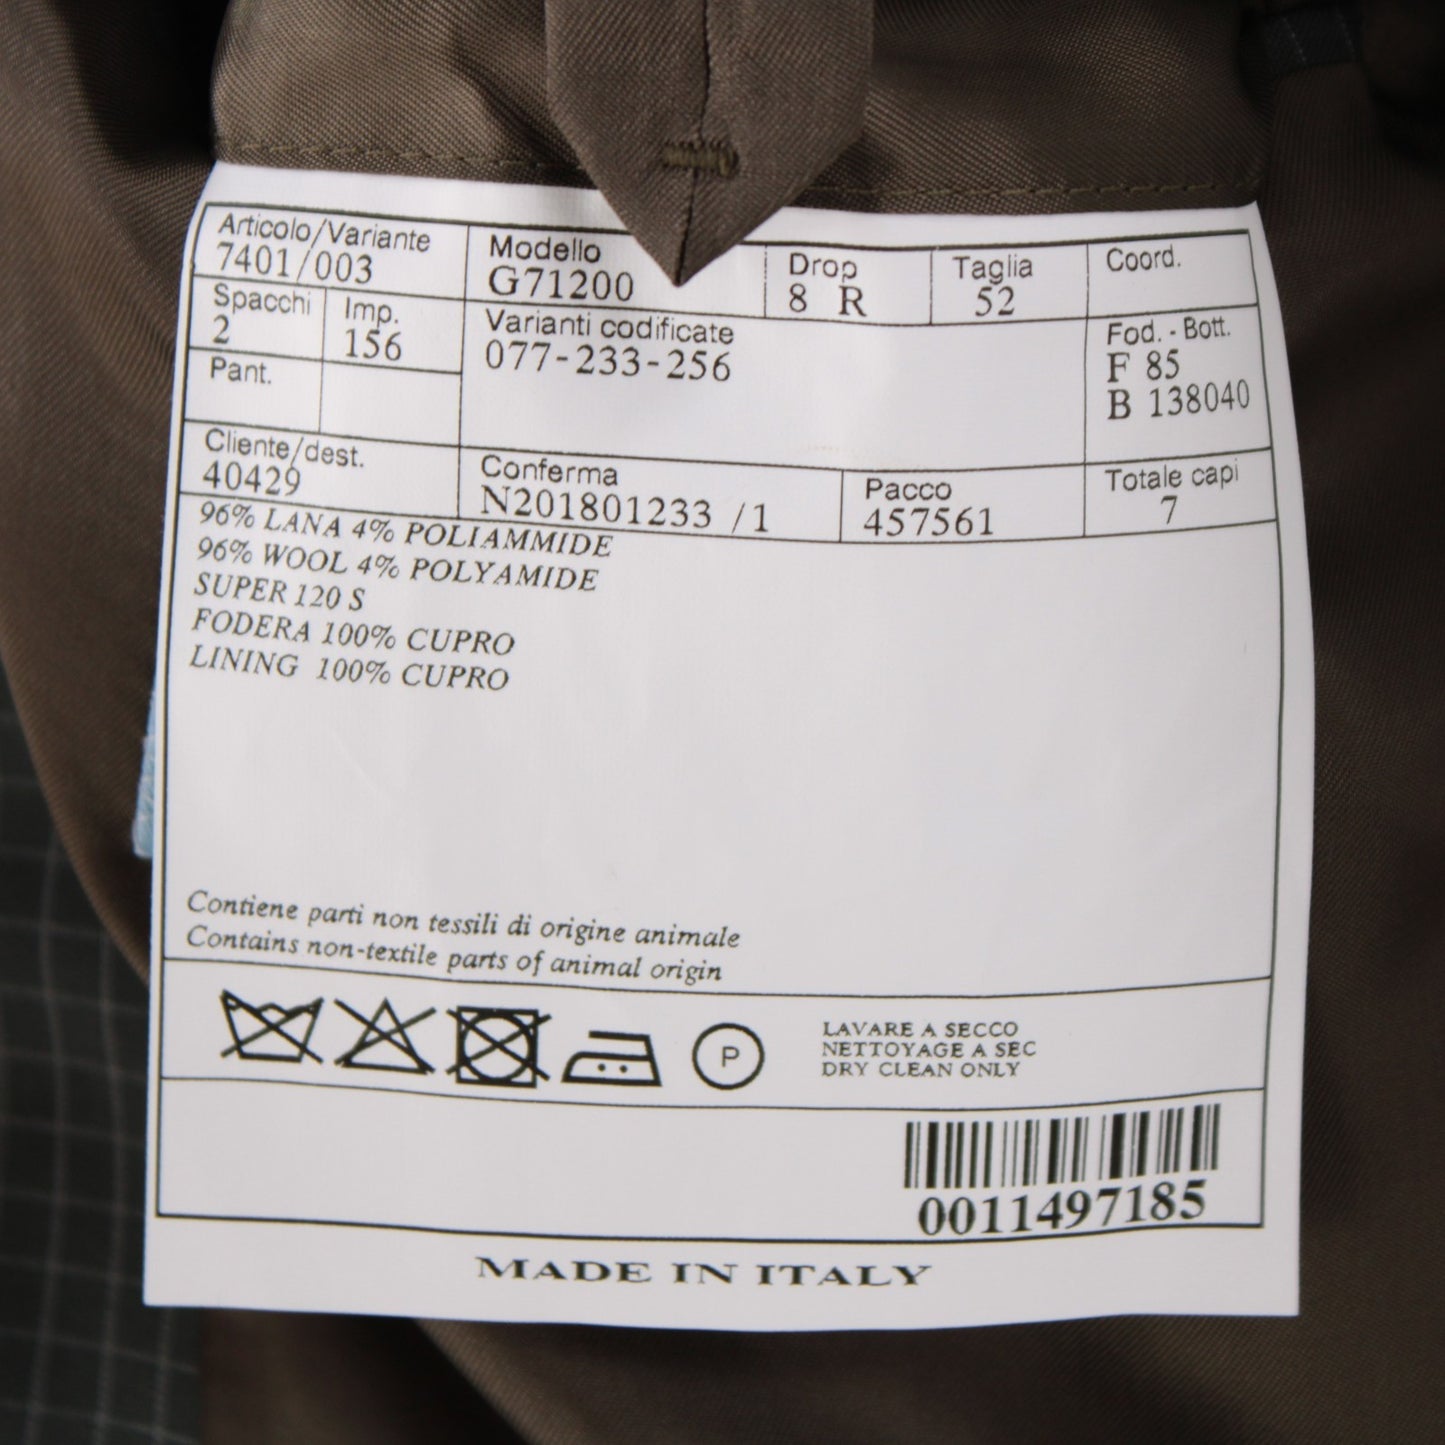 Articolo/Variante
7401/003
Modello
G71200
Drop
8 R
Taglia
52
Coord.
Spacchi
2
Imp.
156
Varianti codificate
077-233-256
Fod. - Bott.
F 85
B 138040
Pant.
Cliente/dest.
40429
Conferma
N201801233 /1
Pacco
457561
Totale capi
7
96% LANA 4% POLIAMMIDE
96% WOOL 4% POLYAMIDE
SUPER 120 S
FODERA 100% CUPRO
LINING 100% CUPRO
Contiene parti non tessili di origine animale
Contains non-textile parts of animal origin
P
LAVARE A SECCO
NETTOYAGE A SEC
DRY CLEAN ONLY
0011497185
MADE IN ITALY